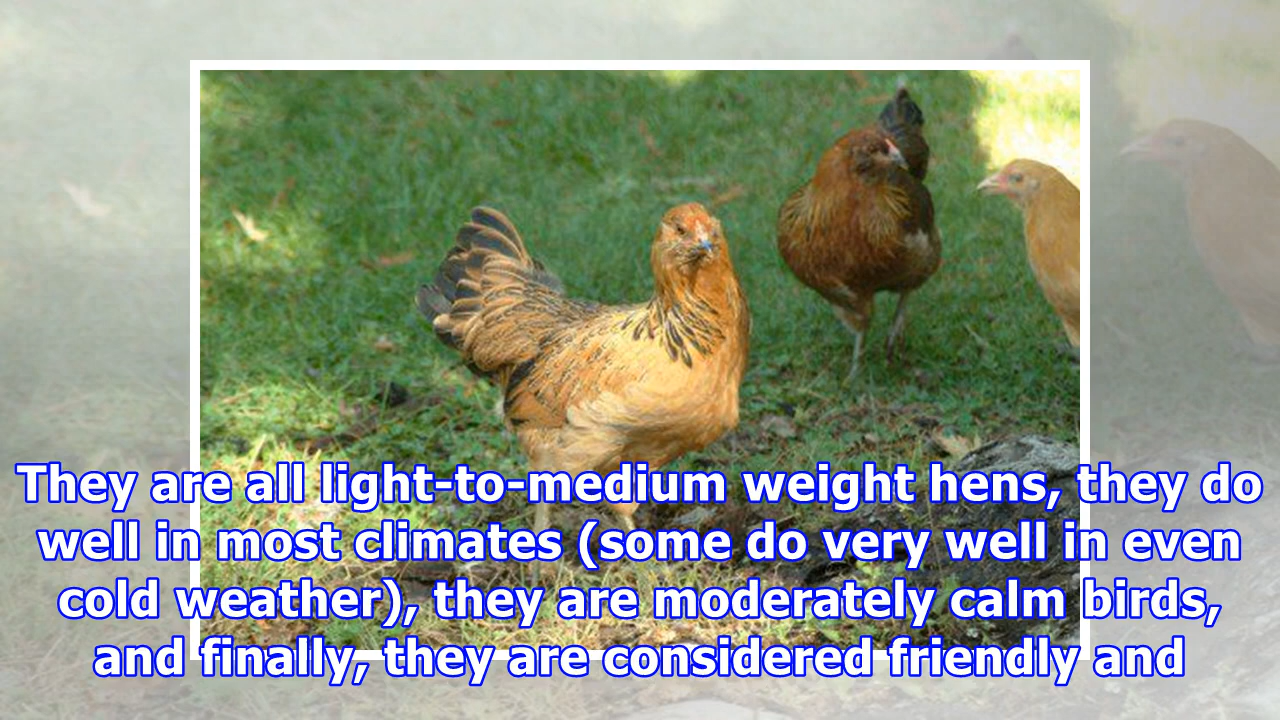 They are all light-to-medium weight hens, they do
well in most climates (some do very well in even
cold weather), they are moderately calm birds,
and finally, they are considered friendly and